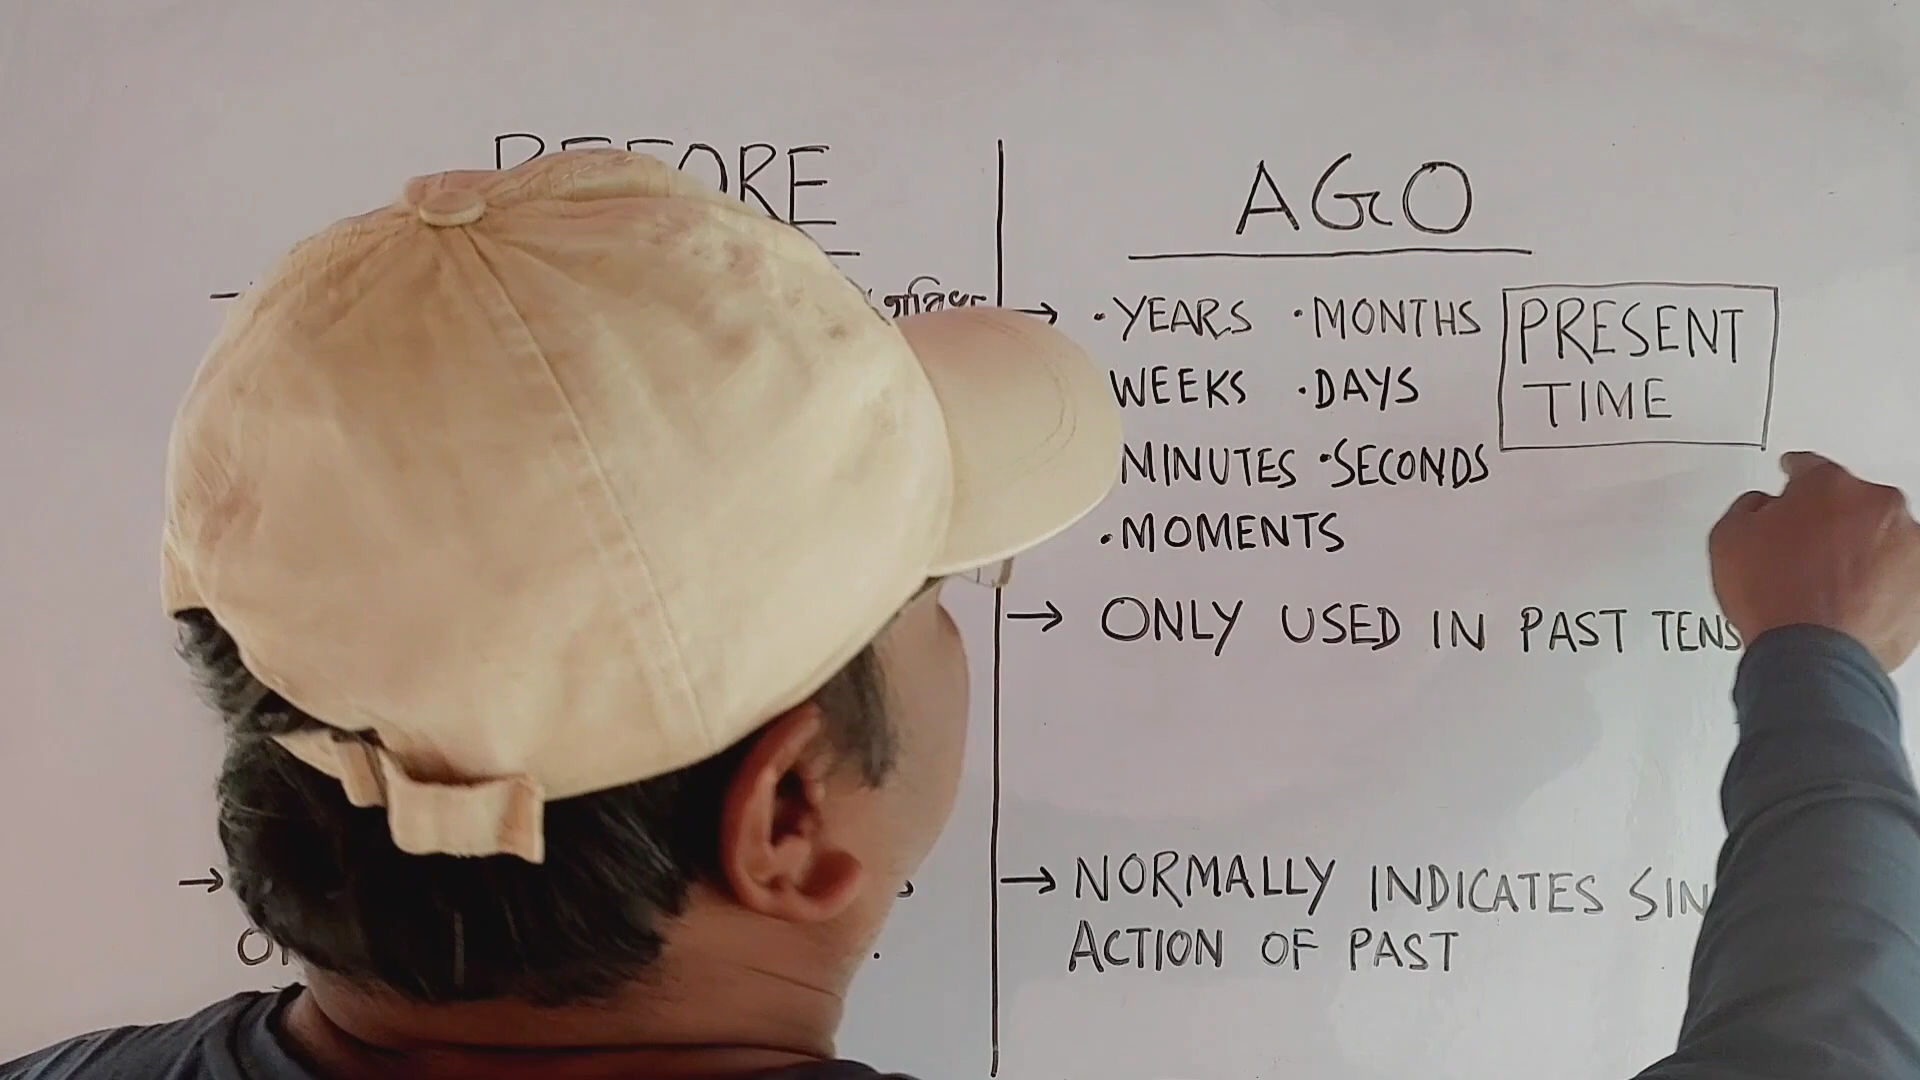 BEFORE
AGO
·YEARS ·MONTHS
WEEKS ·DAYS
MINUTES ·SECONDS
·MOMENTS
PRESENT
TIME
→ ONLY USED IN PAST TENS
→ NORMALLY INDICATES SIN
ACTION OF PAST